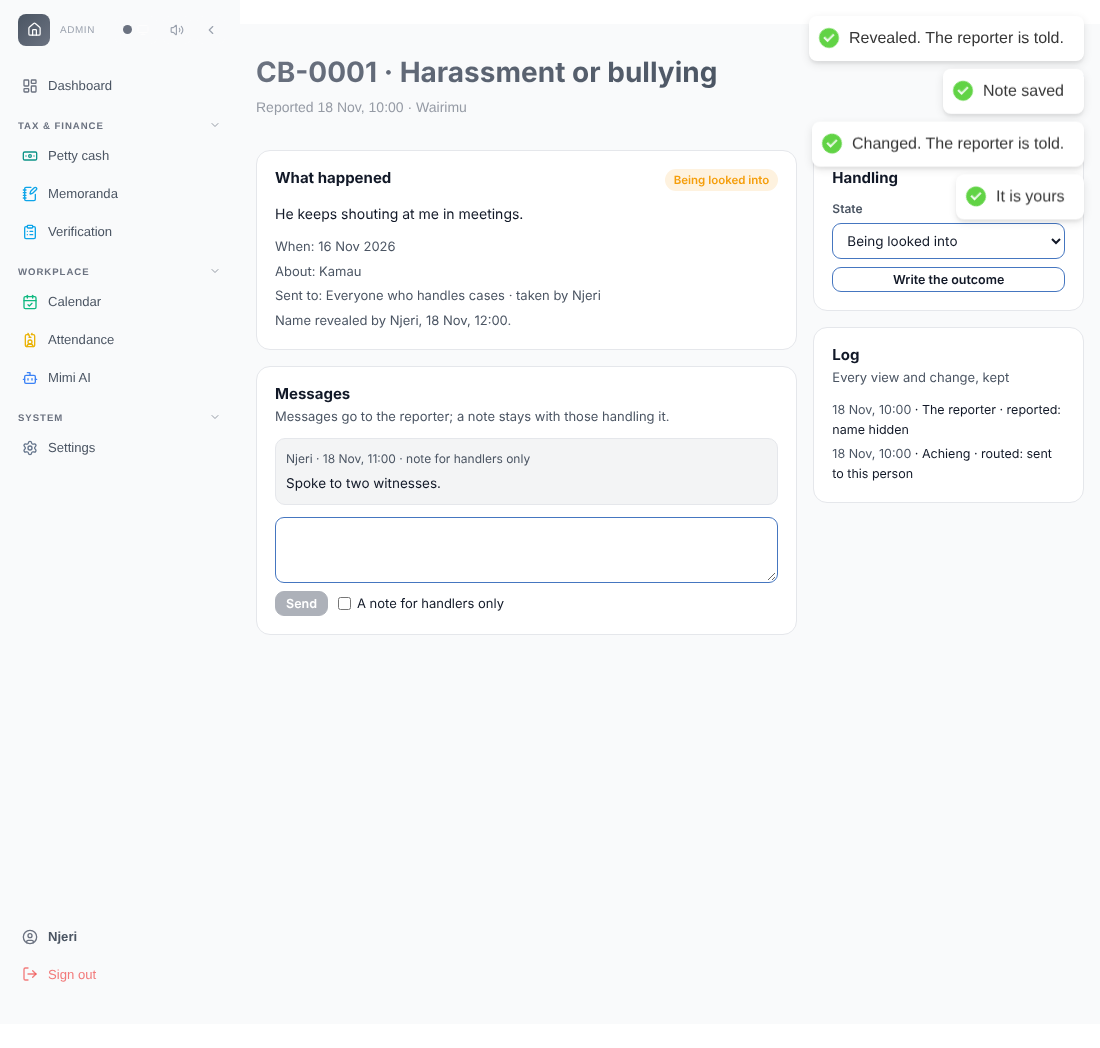 ADMIN
Dashboard
TAX & FINANCE
Petty cash
Memoranda
Verification
WORKPLACE
Calendar
Attendance
Mimi AI
SYSTEM
Settings
Njeri
Sign out
CB-0001 · Harassment or bullying
Reported 18 Nov, 10:00 · Wairimu
What happened
Being looked into
He keeps shouting at me in meetings.
When: 16 Nov 2026
About: Kamau
Sent to: Everyone who handles cases · taken by Njeri
Name revealed by Njeri, 18 Nov, 12:00.
Messages
Messages go to the reporter; a note stays with those handling it.
Njeri · 18 Nov, 11:00 · note for handlers only
Spoke to two witnesses.
Send
A note for handlers only
Revealed. The reporter is told.
Note saved
Changed. The reporter is told.
It is yours
Handling
State
Being looked into
Write the outcome
Log
Every view and change, kept
18 Nov, 10:00 · The reporter · reported:
name hidden
18 Nov, 10:00 · Achieng · routed: sent
to this person